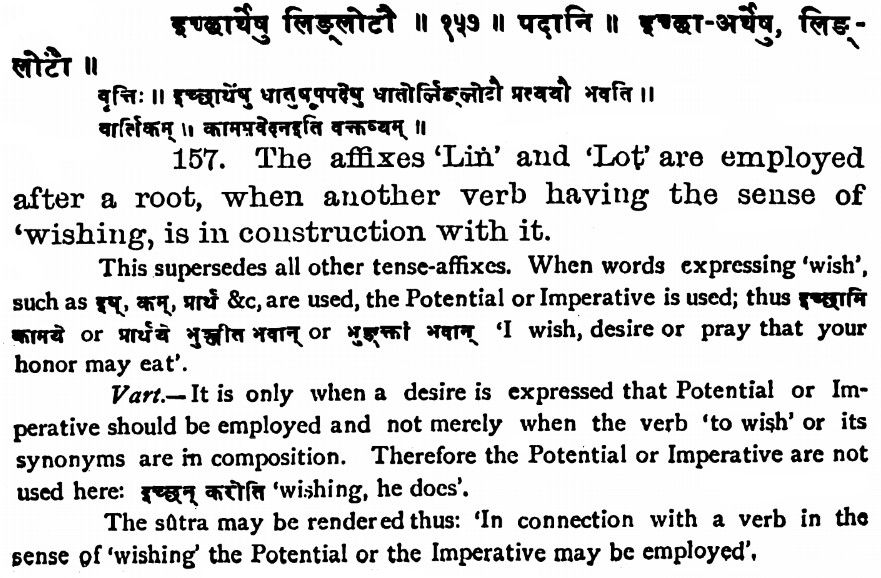 इच्छार्थेषु लिङ्लोटौ ॥ १५७ ॥ पदानि ॥ इच्छा-अर्थेषु, लिङ्-
लोटौ ॥
वृत्तिः ॥ इच्छार्थेषु धातुषूपपदेषु धातोर्लिङ्लोटौ प्रत्ययौ भवति ॥
वार्त्तिकम् ॥ कामप्रवेदनइति वक्तव्यम् ॥
157. The affixes 'Liṅ' and 'Loṭ' are employed
after a root, when another verb having the sense of
'wishing, is in construction with it.
This supersedes all other tense-affixes. When words expressing 'wish',
such as इष्, कम्, प्रार्थ &c, are used, the Potential or Imperative is used; thus इच्छामि
कामये or प्रार्थये भुञ्जीत भवान् or भुङ्क्तां भवान् 'I wish, desire or pray that your
honor may eat'.
Vart.—It is only when a desire is expressed that Potential or Im-
perative should be employed and not merely when the verb 'to wish' or its
synonyms are in composition. Therefore the Potential or Imperative are not
used here: इच्छन् करोति 'wishing, he does'.
The sûtra may be rendered thus: 'In connection with a verb in the
sense of 'wishing' the Potential or the Imperative may be employed'.